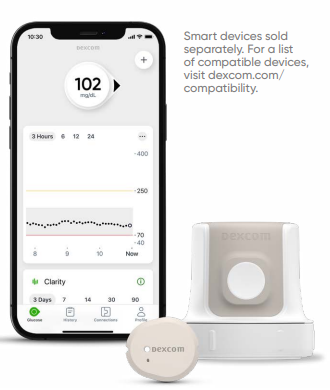 Smart devices sold
separately. For a list
of compatible devices,
visit dexcom.com/
compatibility.
10:30
Dexcom
102
mg/dL
3 Hours 6 12 24
400
250
70
40
8 9 10 Now
Clarity
3 Days 7 14 30 90
Glucose History Connections Profile
Dexcom
Dexcom